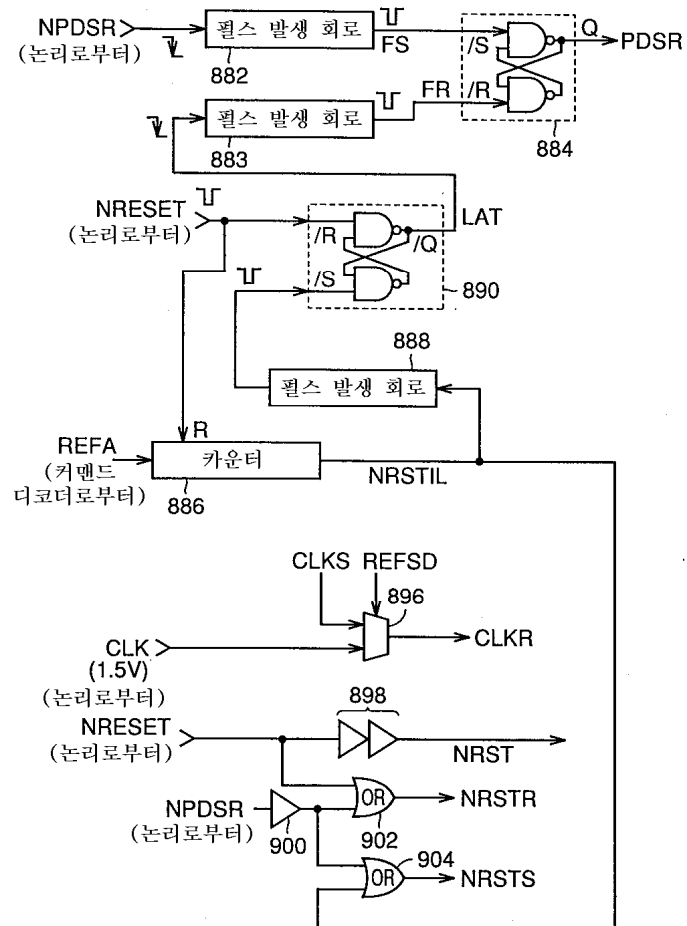 NPDSR
(논리로부터)
펄스 발생 회로
882
FS
/S
Q
PDSR
펄스 발생 회로
883
FR
/R
884
NRESET
(논리로부터)
/R
/Q
LAT
/S
890
888
펄스 발생 회로
R
REFA
(커맨드
디코더로부터)
카운터
886
NRSTIL
CLKS
REFSD
896
CLKR
CLK
(1.5V)
(논리로부터)
898
NRESET
(논리로부터)
NRST
OR
NRSTR
902
NPDSR
(논리로부터)
900
904
OR
NRSTS